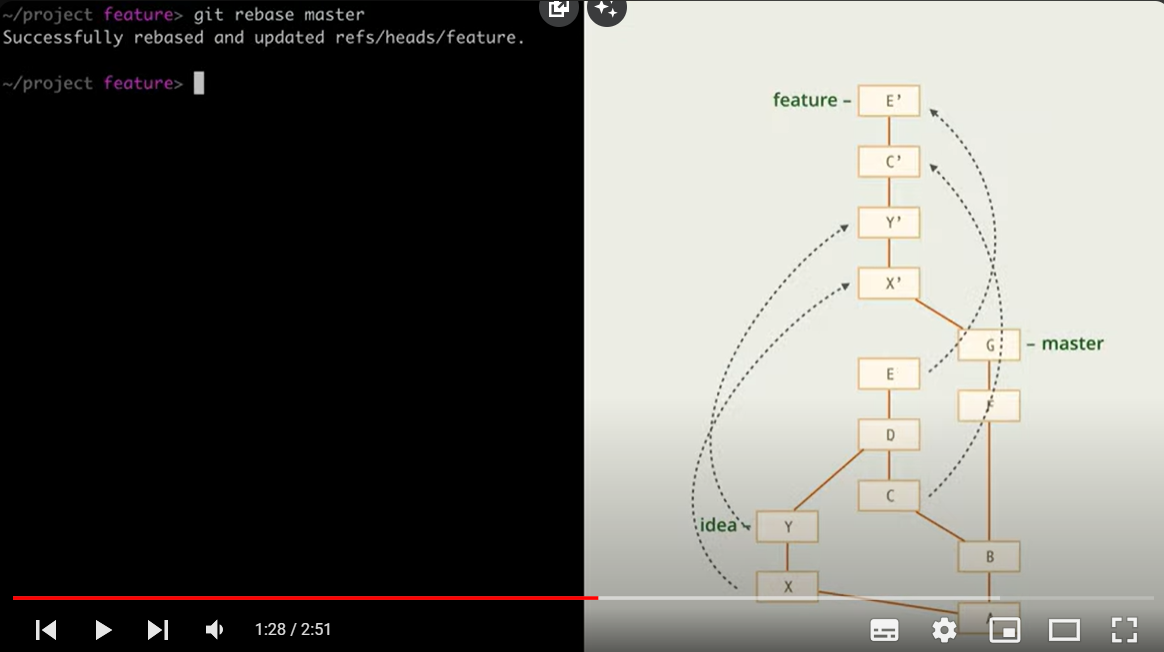 ~/project feature> git rebase master
Successfully rebased and updated refs/heads/feature.
~/project feature>
feature – E’
C’
Y’
X’
G – master
E
F
D
C
idea – Y
B
X
A
1:28 / 2:51